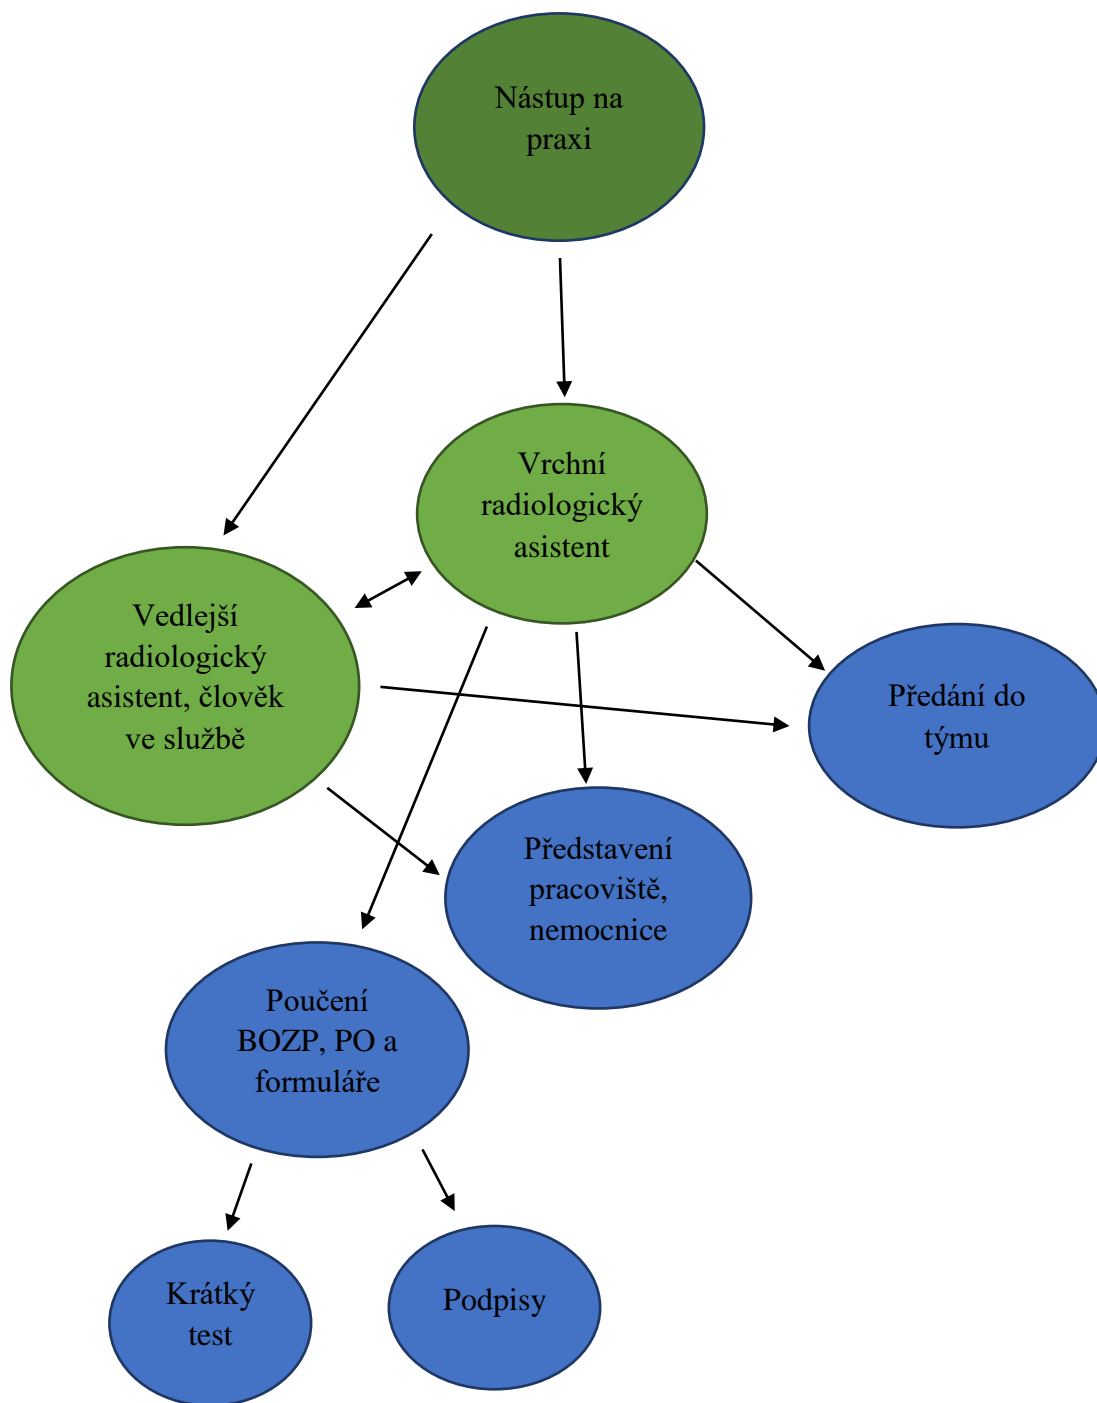 Nástup na
praxi
Vrchní
radiologický
asistent
Vedlejší
radiologický
asistent, člověk
ve službě
Předání do
týmu
Představení
pracoviště,
nemocnice
Poučení
BOZP, PO a
formuláře
Krátký
test
Podpisy